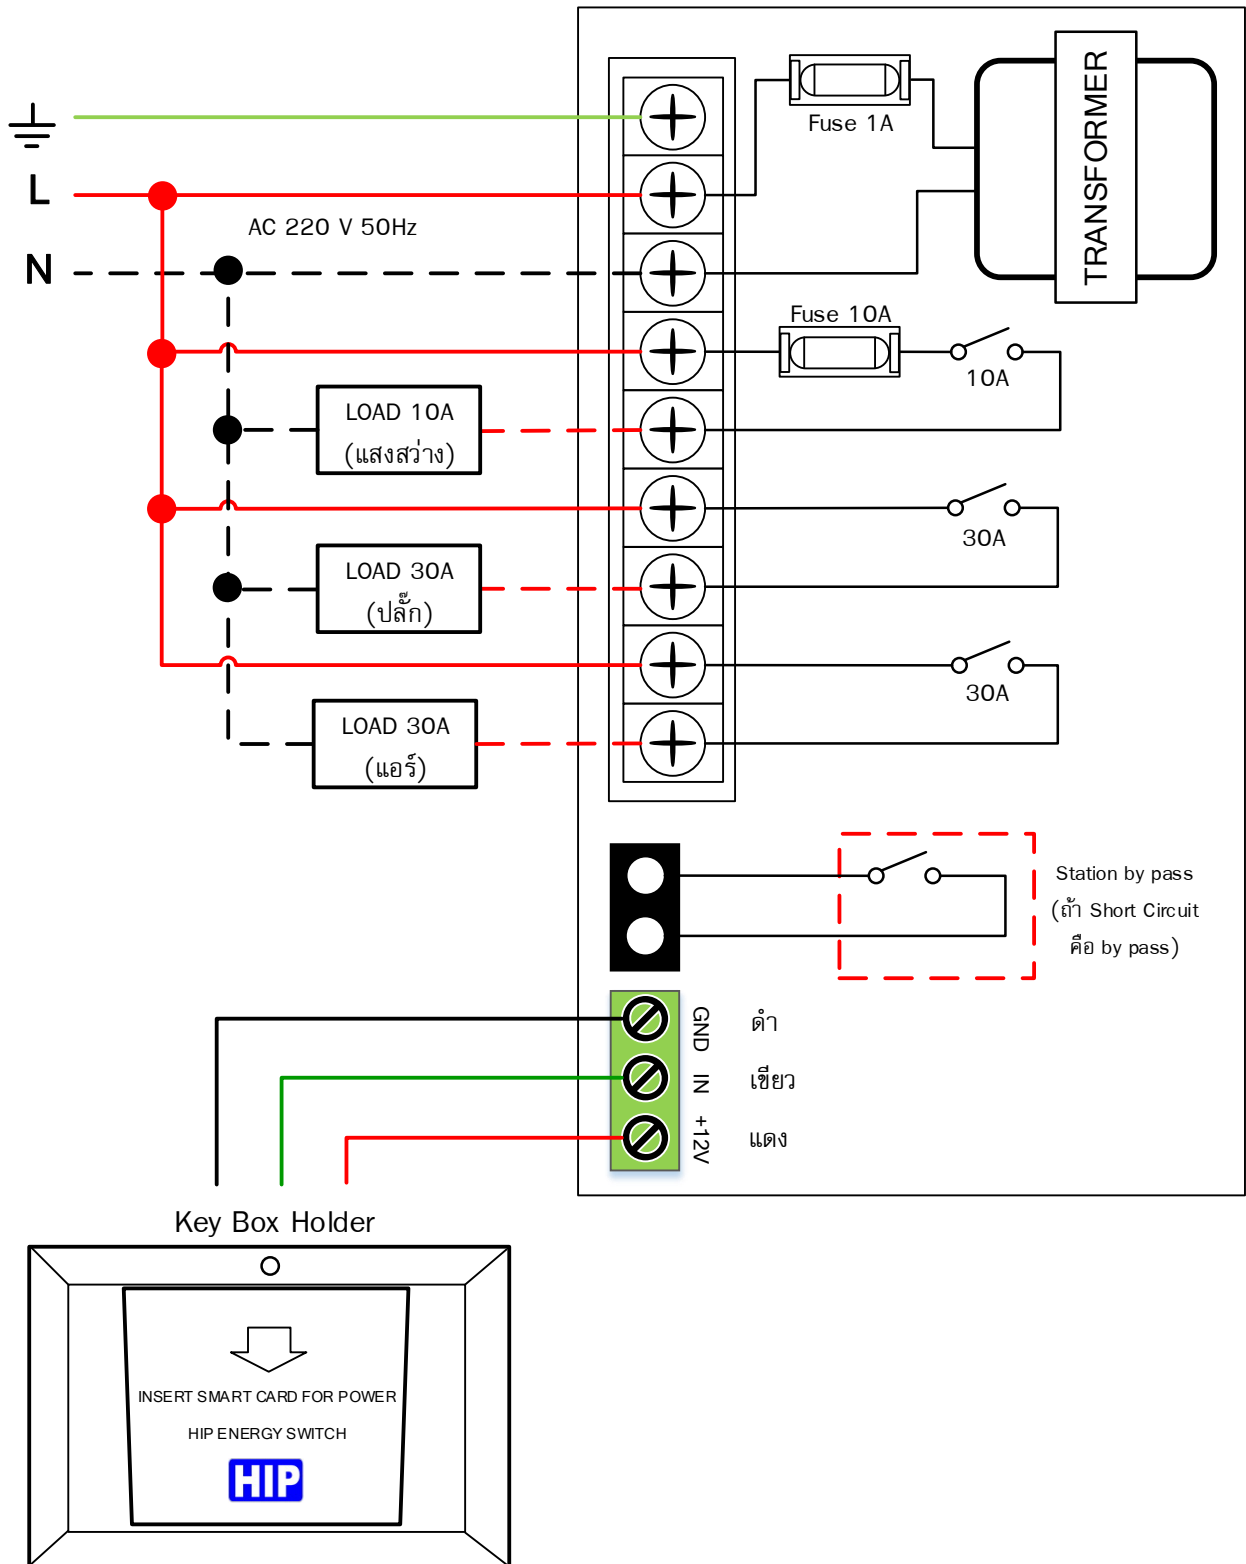 TRANSFORMER
Fuse 1A
L
AC 220 V 50Hz
N
Fuse 10A
10A
LOAD 10A
(แสงสว่าง)
30A
LOAD 30A
(ปลั๊ก)
30A
LOAD 30A
(แอร์)
Station by pass
(ถ้า Short Circuit
คือ by pass)
GND ดำ
IN เขียว
+12V แดง
Key Box Holder
INSERT SMART CARD FOR POWER
HIP ENERGY SWITCH
HIP